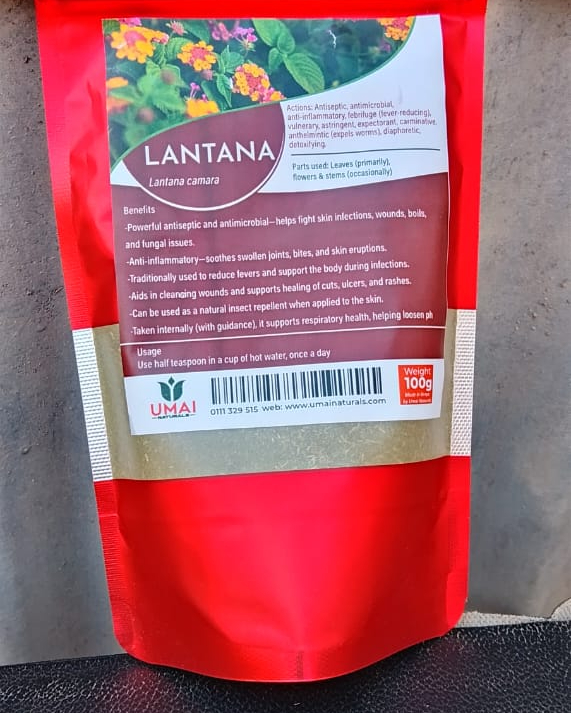 Actions: Antiseptic, antimicrobial,
anti-inflammatory, febrifuge (fever-reducing),
vulnerary, astringent, expectorant, carminative,
anthelmintic (expels worms), diaphoretic,
detoxifying.
LANTANA
Lantana camara
Parts used: Leaves (primarily),
flowers & stems (occasionally)
Benefits
-Powerful antiseptic and antimicrobial—helps fight skin infections, wounds, boils,
and fungal issues.
-Anti-inflammatory—soothes swollen joints, bites, and skin eruptions.
-Traditionally used to reduce fevers and support the body during infections.
-Aids in cleansing wounds and supports healing of cuts, ulcers, and rashes.
-Can be used as a natural insect repellent when applied to the skin.
-Taken internally (with guidance), it supports respiratory health, helping loosen ph
Usage
Use half teaspoon in a cup of hot water, once a day
UMAI
NATURALS
0111 329 515 web: www.umainaturals.com
Weight
100g